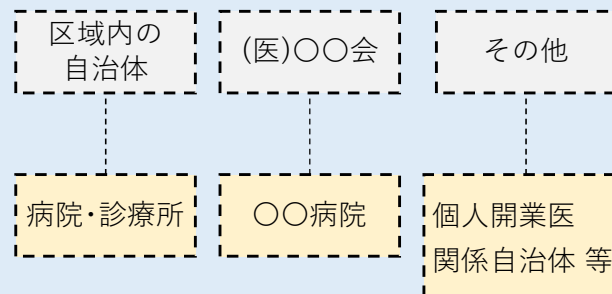 区域内の
自治体
(医)〇〇会
その他
病院・診療所
〇〇病院
個人開業医
関係自治体 等